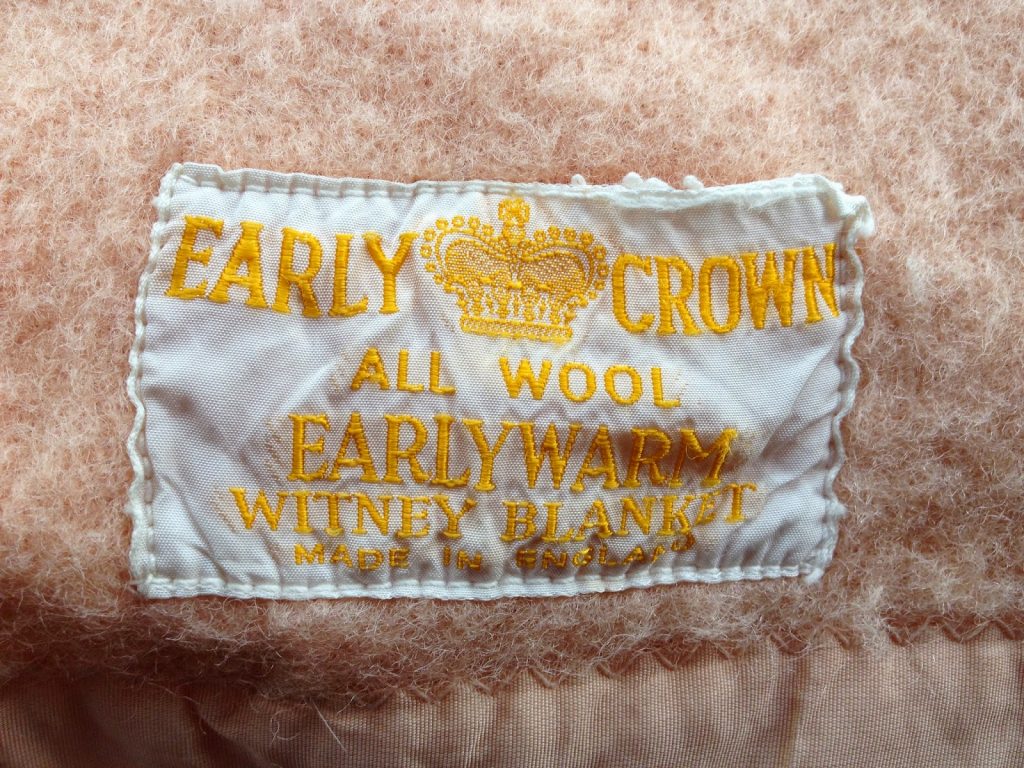 EARLY CROWN
ALL WOOL
EARLYWARM
WITNEY BLANKET
MADE IN ENGLAND